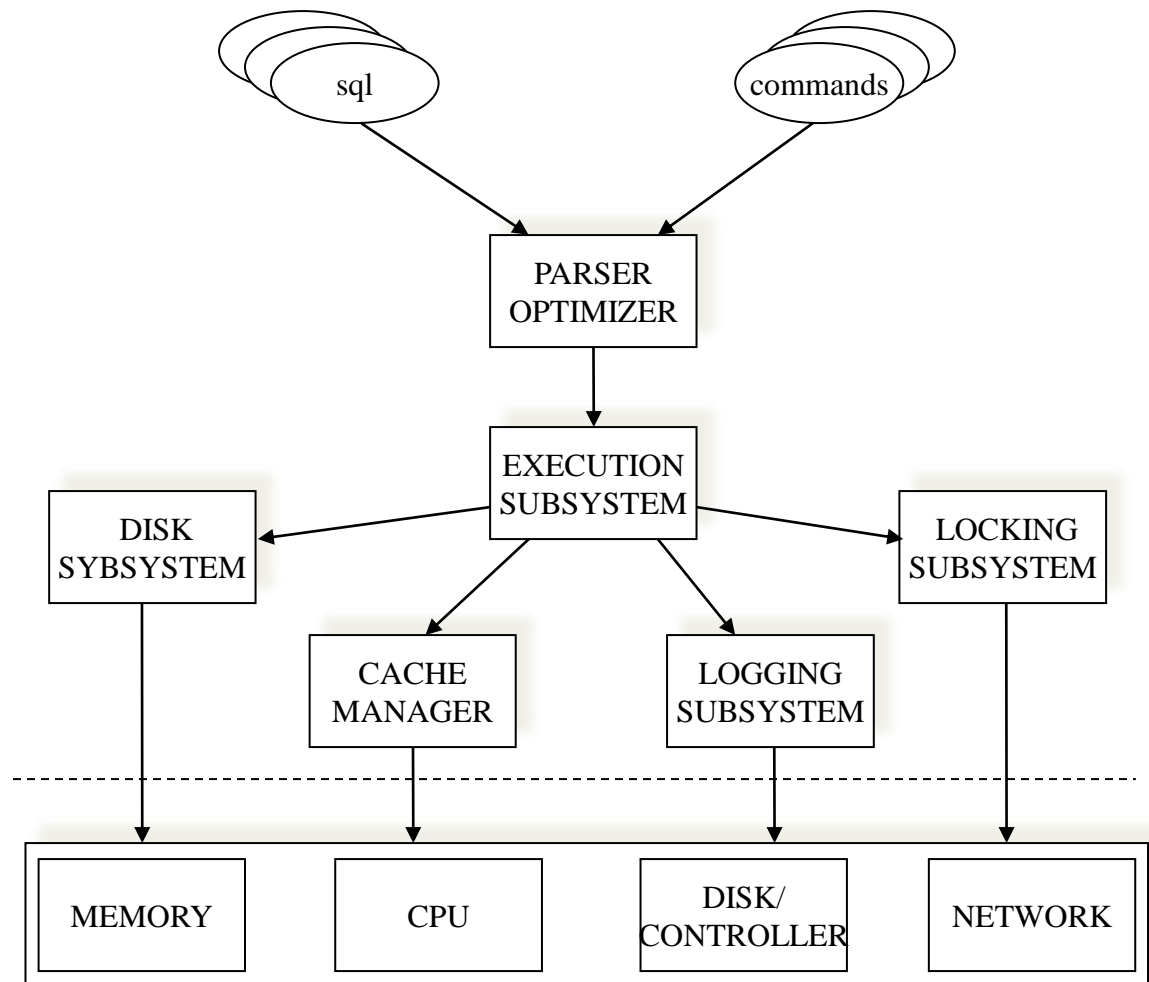 sql
commands
PARSER
OPTIMIZER
EXECUTION
SUBSYSTEM
DISK
SYBSYSTEM
LOCKING
SUBSYSTEM
CACHE
MANAGER
LOGGING
SUBSYSTEM
MEMORY
CPU
DISK/
CONTROLLER
NETWORK